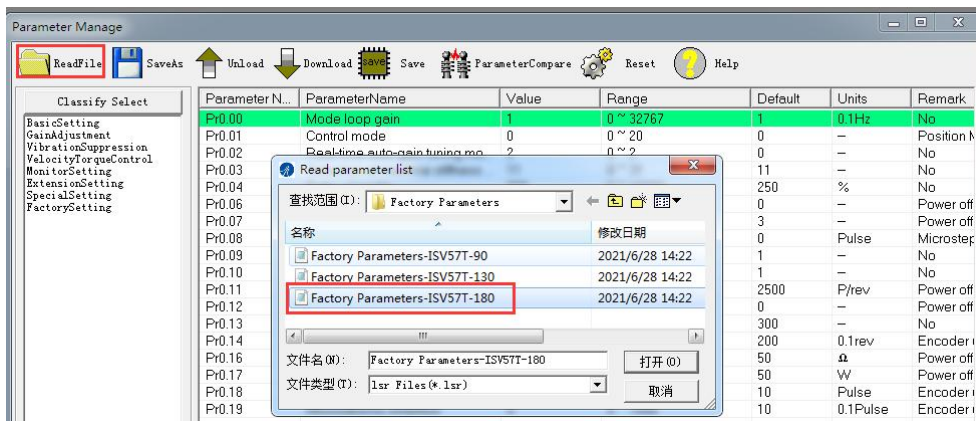 Parameter Manage
ReadFile SaveAs Unload Download save Save ParameterCompare Reset Help
Classify Select
BasicSetting
GainAdjustment
VibrationSuppression
VelocityTorqueControl
MonitorSetting
ExtensionSetting
SpecialSetting
FactorySetting
Parameter N... ParameterName Value Range Default Units Remark
Pr0.00 Mode loop gain 1 0 ~ 32767 1 0.1Hz No
Pr0.01 Control mode 0 0 ~ 20 0 — Position M
Pr0.02 Real-time auto-gain tuning mo... 2 0 ~ 2 0 — No
Pr0.03 11 — No
Pr0.04 250 % No
Pr0.06 0 — Power off
Pr0.07 3 — Power off
Pr0.08 0 Pulse Microstep
Pr0.09 1 — No
Pr0.10 1 — No
Pr0.11 2500 P/rev Power off
Pr0.12 0 — Power off
Pr0.13 300 — No
Pr0.14 200 0.1rev Encoder
Pr0.16 50 Ω Power off
Pr0.17 50 W Power off
Pr0.18 10 Pulse Encoder
Pr0.19 10 0.1Pulse Encoder
Read parameter list
查找范围(I): Factory Parameters
名称 修改日期
Factory Parameters-ISV57T-90 2021/6/28 14:22
Factory Parameters-ISV57T-130 2021/6/28 14:22
Factory Parameters-ISV57T-180 2021/6/28 14:22
文件名(N): Factory Parameters-ISV57T-180 打开(O)
文件类型(T): lsr Files(*.lsr) 取消